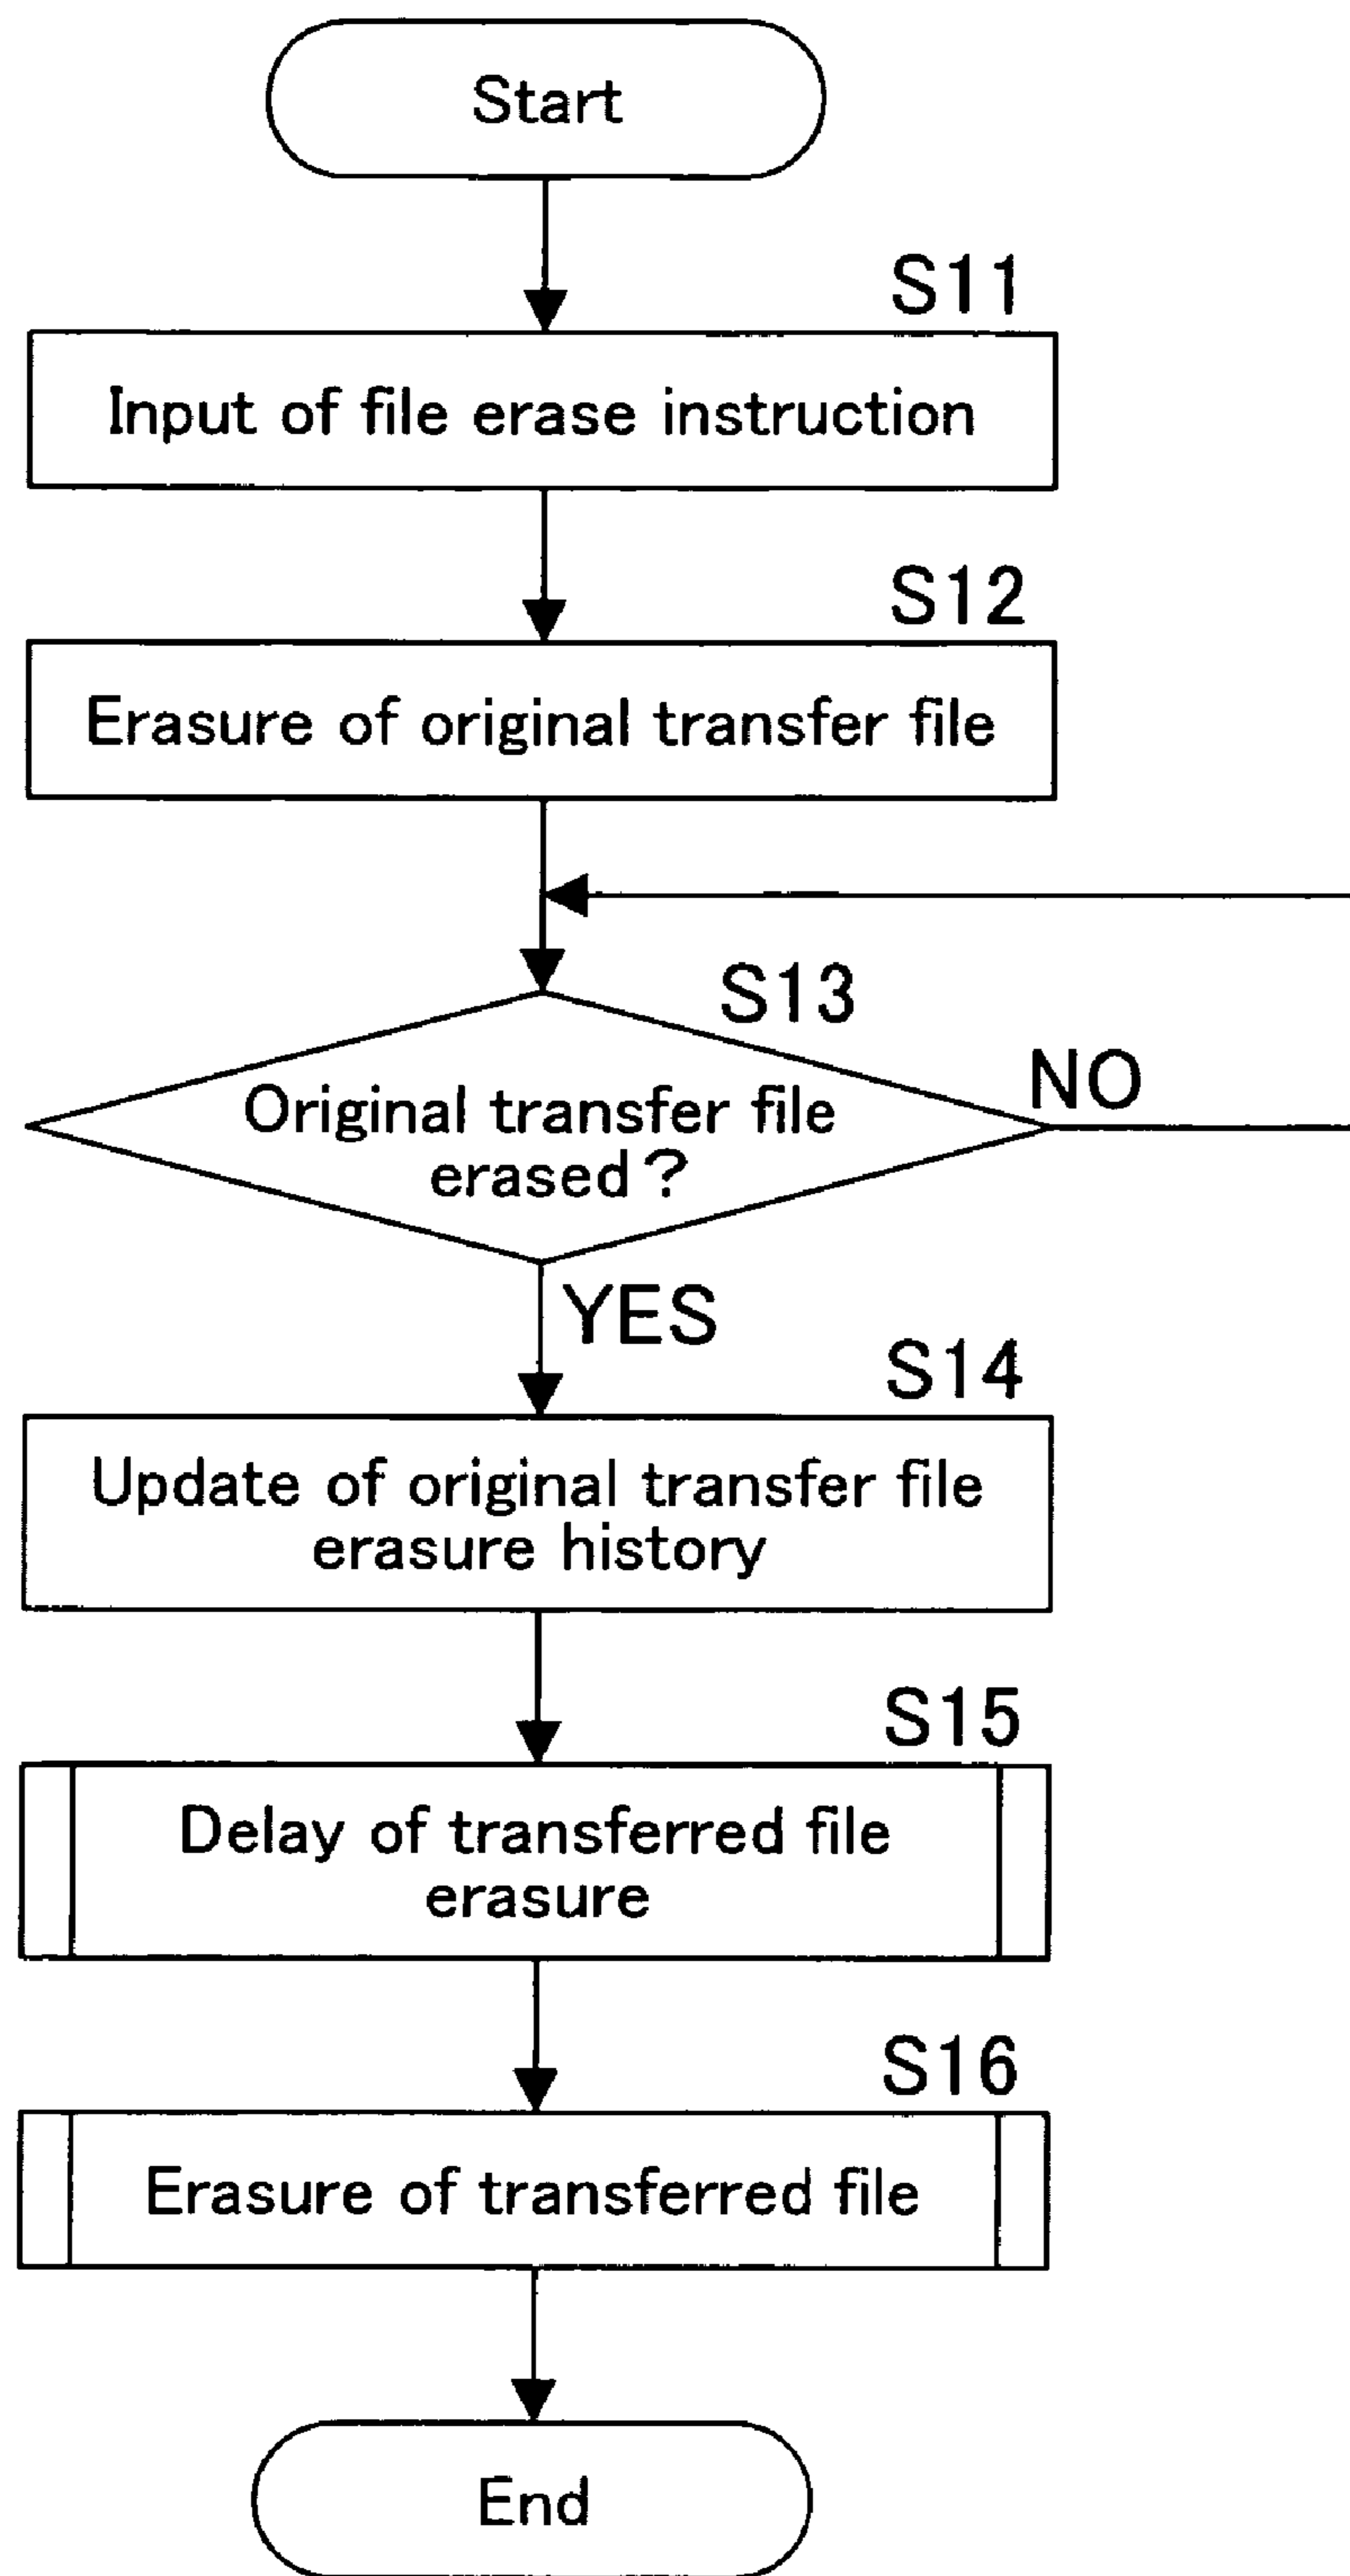 Start
S11
Input of file erase instruction
S12
Erasure of original transfer file
S13
NO
Original transfer file
erased?
YES
S14
Update of original transfer file
erasure history
S15
Delay of transferred file
erasure
S16
Erasure of transferred file
End